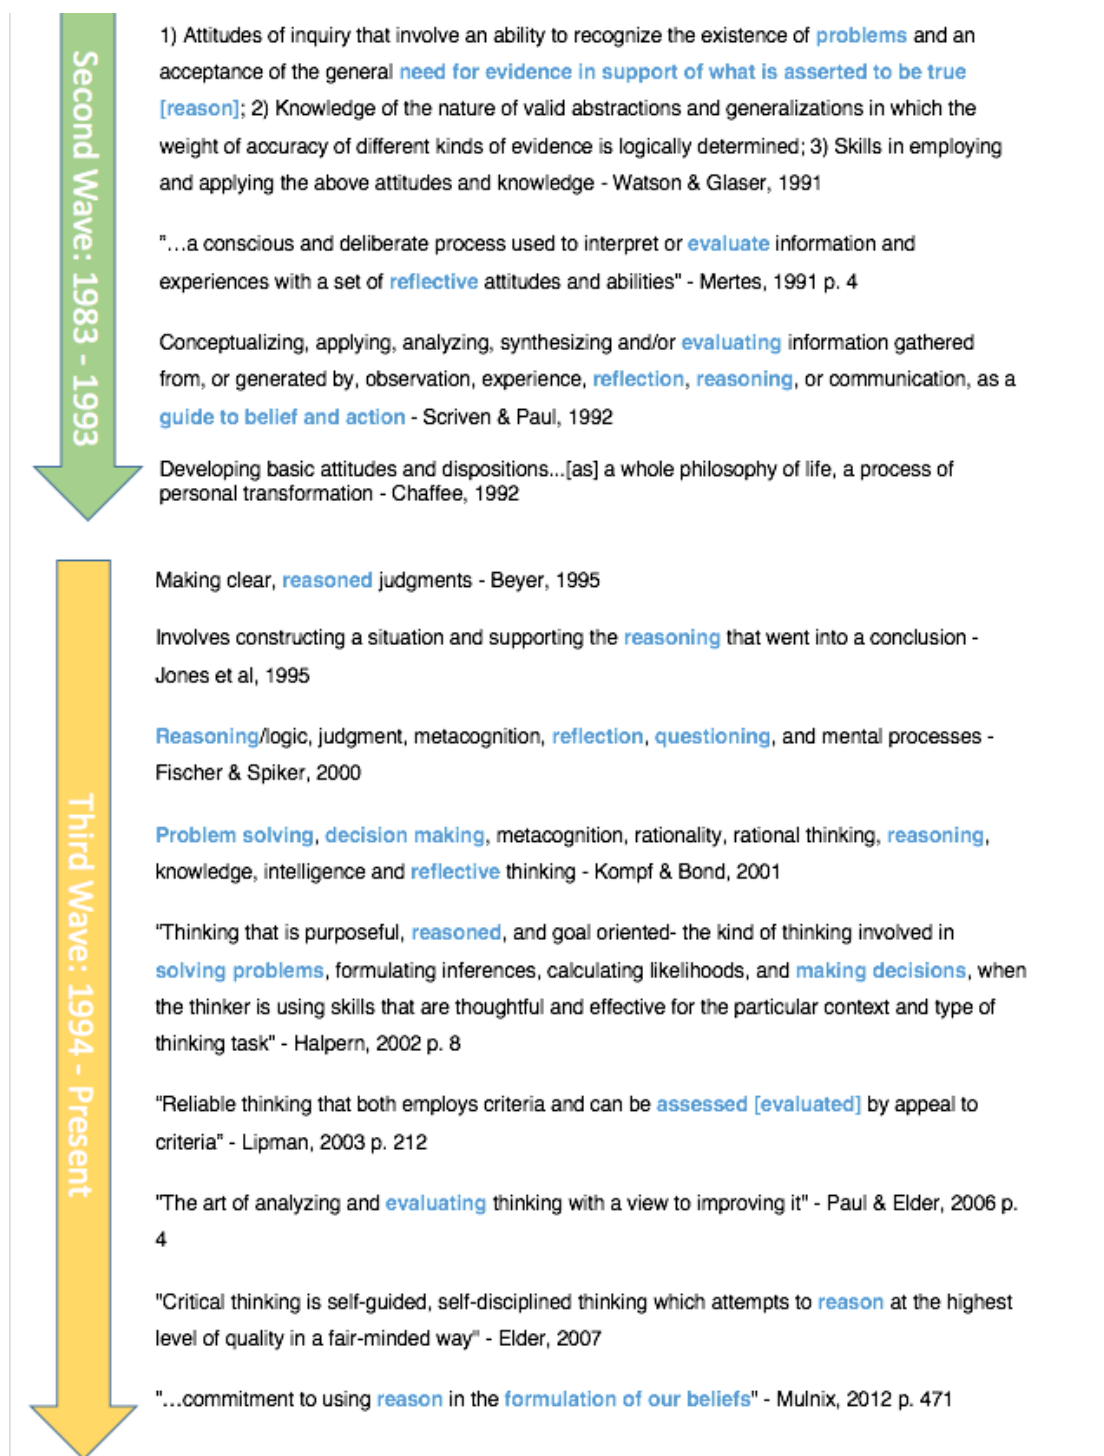 Second Wave: 1983 - 1993
1) Attitudes of inquiry that involve an ability to recognize the existence of problems and an
acceptance of the general need for evidence in support of what is asserted to be true
[reason]; 2) Knowledge of the nature of valid abstractions and generalizations in which the
weight of accuracy of different kinds of evidence is logically determined; 3) Skills in employing
and applying the above attitudes and knowledge - Watson & Glaser, 1991
"...a conscious and deliberate process used to interpret or evaluate information and
experiences with a set of reflective attitudes and abilities" - Mertes, 1991 p. 4
Conceptualizing, applying, analyzing, synthesizing and/or evaluating information gathered
from, or generated by, observation, experience, reflection, reasoning, or communication, as a
guide to belief and action - Scriven & Paul, 1992
Developing basic attitudes and dispositions...[as] a whole philosophy of life, a process of
personal transformation - Chaffee, 1992
Third Wave: 1994 - Present
Making clear, reasoned judgments - Beyer, 1995
Involves constructing a situation and supporting the reasoning that went into a conclusion -
Jones et al, 1995
Reasoning/logic, judgment, metacognition, reflection, questioning, and mental processes -
Fischer & Spiker, 2000
Problem solving, decision making, metacognition, rationality, rational thinking, reasoning,
knowledge, intelligence and reflective thinking - Kompf & Bond, 2001
"Thinking that is purposeful, reasoned, and goal oriented- the kind of thinking involved in
solving problems, formulating inferences, calculating likelihoods, and making decisions, when
the thinker is using skills that are thoughtful and effective for the particular context and type of
thinking task" - Halpern, 2002 p. 8
"Reliable thinking that both employs criteria and can be assessed [evaluated] by appeal to
criteria" - Lipman, 2003 p. 212
"The art of analyzing and evaluating thinking with a view to improving it" - Paul & Elder, 2006 p.
4
"Critical thinking is self-guided, self-disciplined thinking which attempts to reason at the highest
level of quality in a fair-minded way" - Elder, 2007
"...commitment to using reason in the formulation of our beliefs" - Mulnix, 2012 p. 471